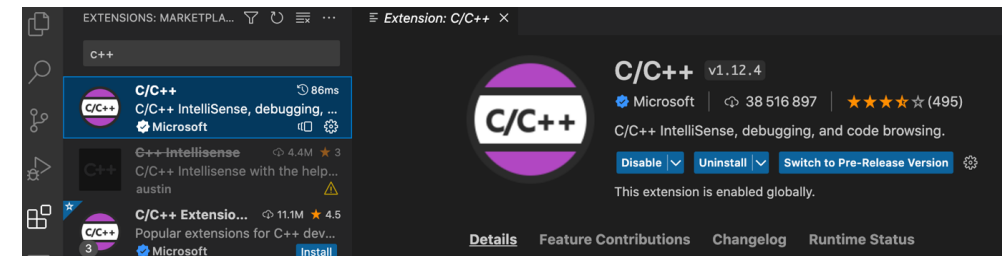 EXTENSIONS: MARKETPLA...
c++
C/C++
C/C++ 86ms
C/C++ IntelliSense, debugging, ...
Microsoft
C++
C++ Intellisense 4.4M 3
C/C++ Intellisense with the help...
austin
C/C++
3
C/C++ Extensio... 11.1M 4.5
Popular extensions for C++ dev...
Microsoft Install
Extension: C/C++
C/C++
C/C++ v1.12.4
Microsoft 38 516 897 (495)
C/C++ IntelliSense, debugging, and code browsing.
Disable Uninstall Switch to Pre-Release Version
This extension is enabled globally.
Details Feature Contributions Changelog Runtime Status